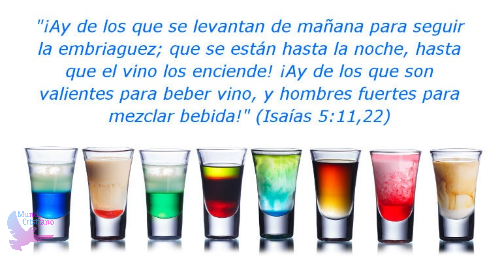 "¡Ay de los que se levantan de mañana para seguir
la embriaguez; que se están hasta la noche, hasta
que el vino los enciende! ¡Ay de los que son
valientes para beber vino, y hombres fuertes para
mezclar bebida!" (Isaías 5:11,22)
Cristiano